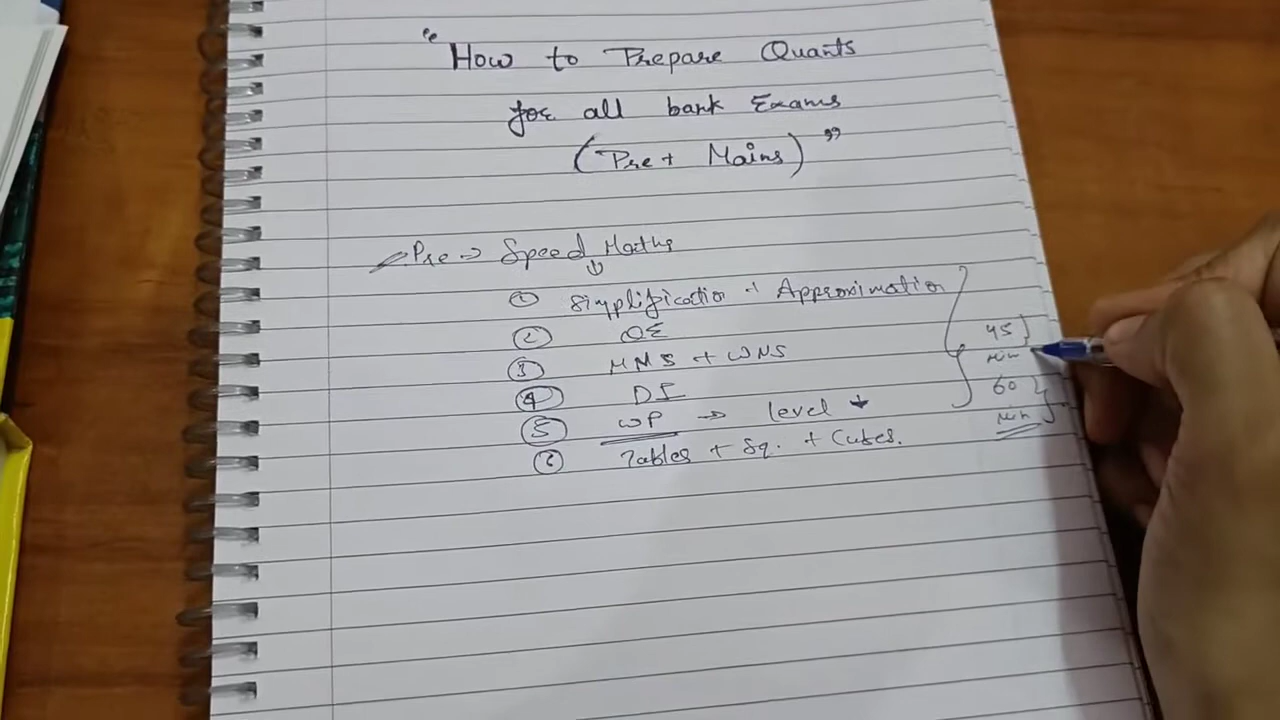 "How to Prepare Quants
for all bank Exams
(Pre + Mains)"
Pre → Speed Maths
↓
① Simplification + Approximation
② QE
③ MNS + WNS
④ DI
⑤ WP → level ↓
⑥ Tables + Sq. + Cubes.
45
min
60
min